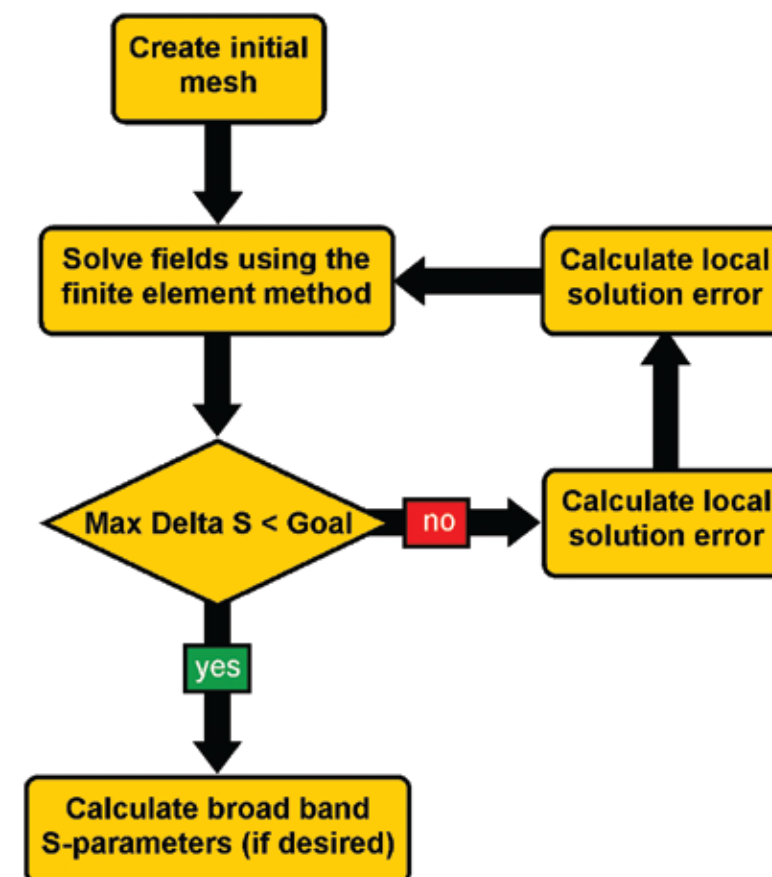 Create initial
mesh
Solve fields using the
finite element method
Calculate local
solution error
Max Delta S < Goal
no
Calculate local
solution error
yes
Calculate broad band
S-parameters (if desired)